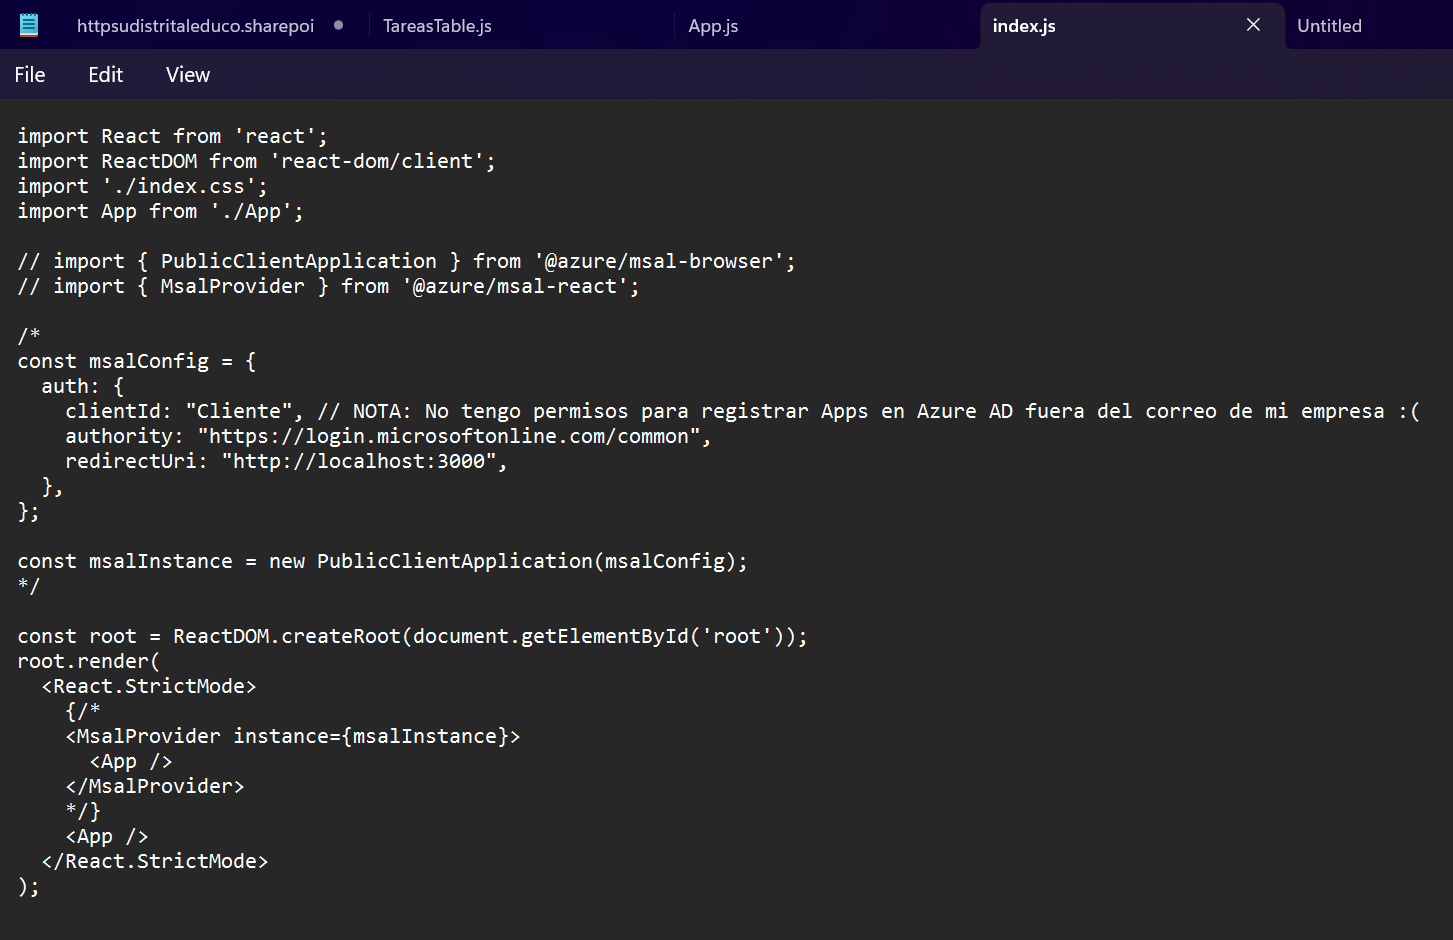 httpsudistritaleduco.sharepoi
TareasTable.js
App.js
index.js
Untitled
File
Edit
View
import React from 'react';
import ReactDOM from 'react-dom/client';
import './index.css';
import App from './App';
// import { PublicClientApplication } from '@azure/msal-browser';
// import { MsalProvider } from '@azure/msal-react';
/*
const msalConfig = {
  auth: {
    clientId: "Cliente", // NOTA: No tengo permisos para registrar Apps en Azure AD fuera del correo de mi empresa :(
    authority: "https://login.microsoftonline.com/common",
    redirectUri: "http://localhost:3000",
  },
};
const msalInstance = new PublicClientApplication(msalConfig);
*/
const root = ReactDOM.createRoot(document.getElementById('root'));
root.render(
  <React.StrictMode>
    {/*
    <MsalProvider instance={msalInstance}>
      <App />
    </MsalProvider>
    */}
    <App />
  </React.StrictMode>
);